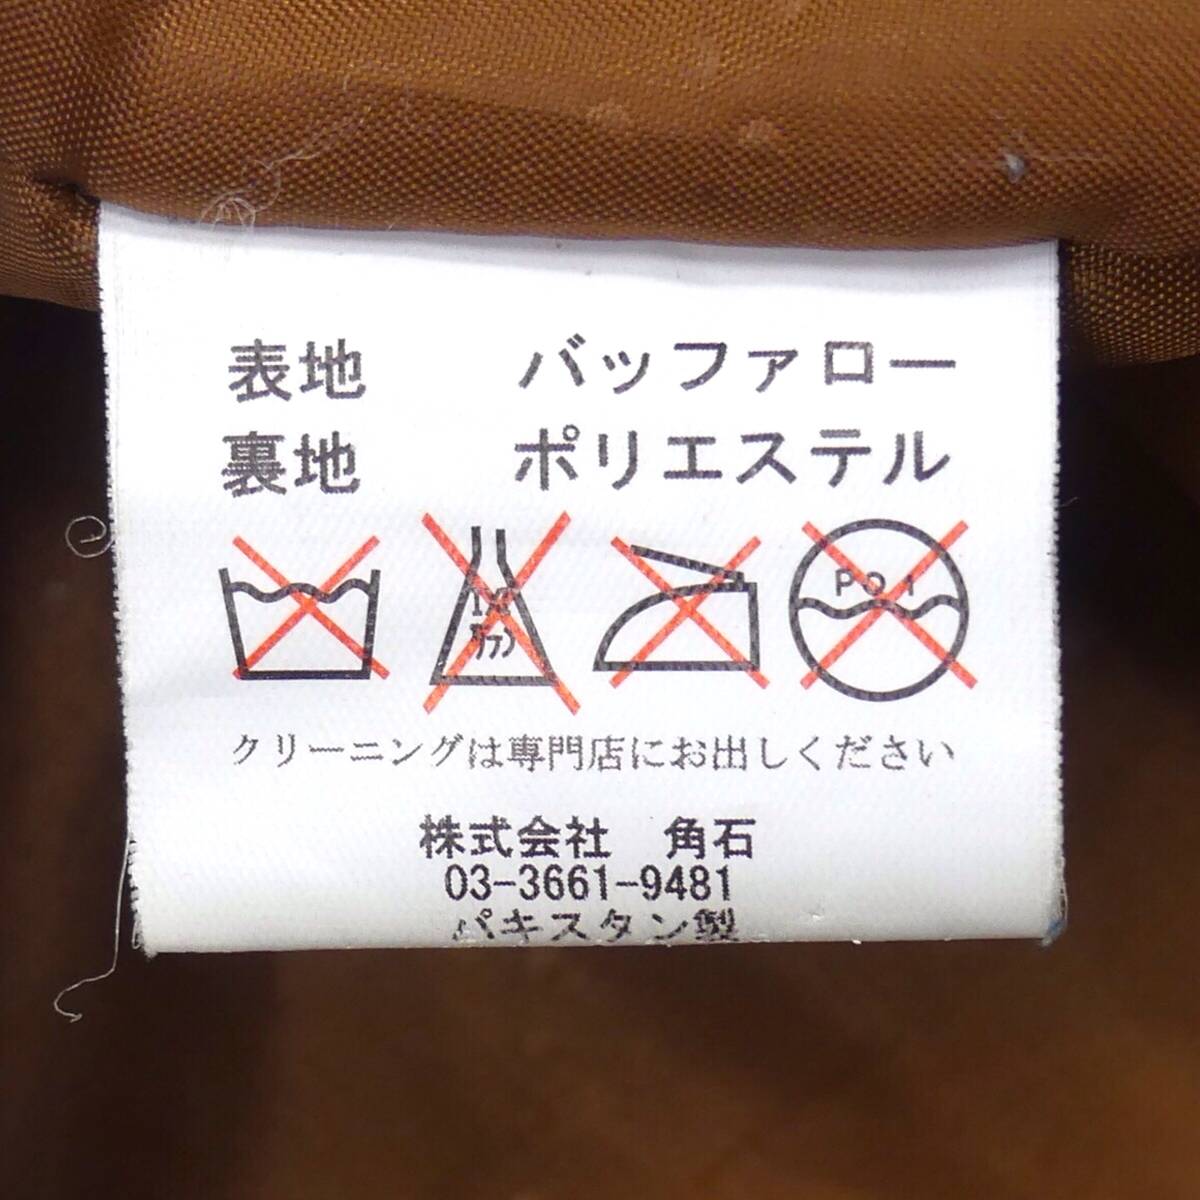 表地 バッファロー
裏地 ポリエステル
クリーニングは専門店にお出しください
株式会社 角石
03-3661-9481
パキスタン製